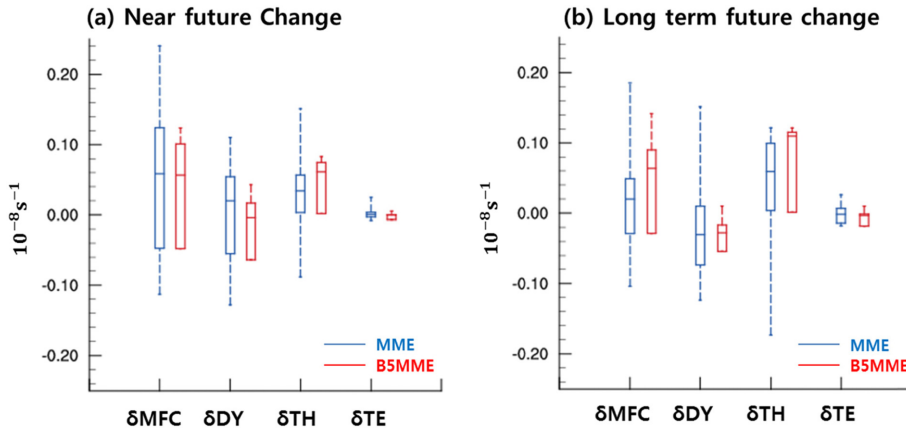 (a) Near future Change
0.20
0.10
0.00
-0.10
-0.20
10⁻⁸s⁻¹
MME
B5MME
δMFC δDY δTH δTE
(b) Long term future change
0.20
0.10
0.00
-0.10
-0.20
10⁻⁸s⁻¹
MME
B5MME
δMFC δDY δTH δTE